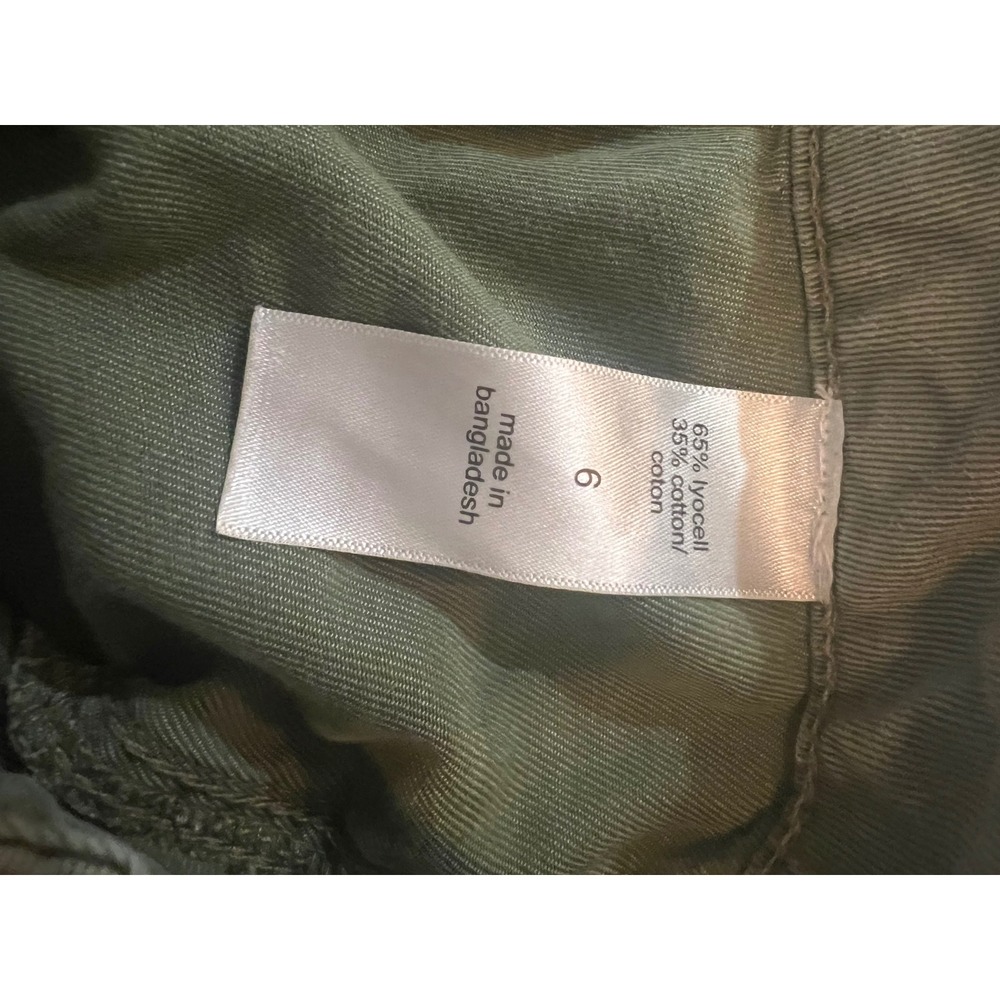 65% lyocell
35% cotton/
coton
6
made in
bangladesh